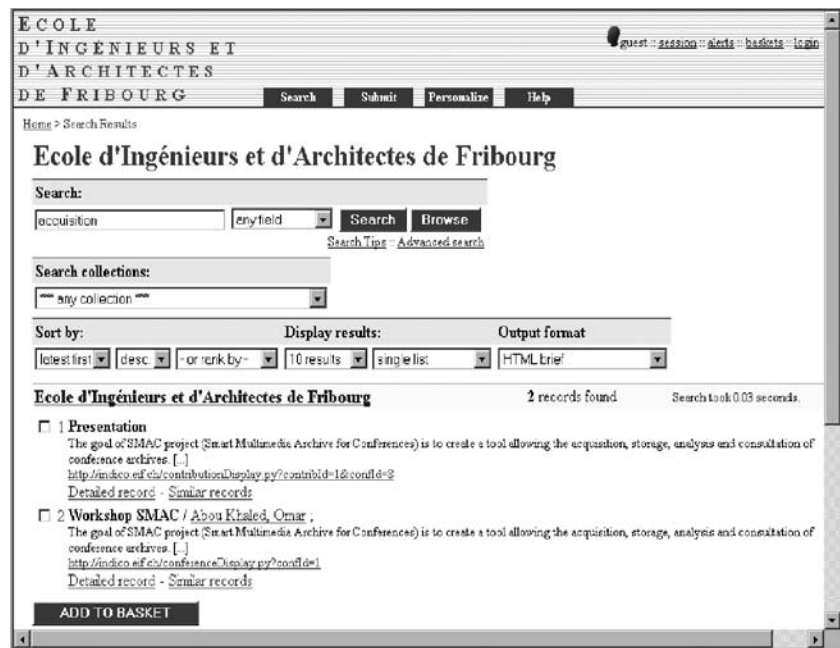 ECOLE
D'INGÉNIEURS ET
D'ARCHITECTES
DE FRIBOURG
guest :: session :: alerts :: baskets :: login
Search Submit Personalize Help
Home > Search Results
Ecole d'Ingénieurs et d'Architectes de Fribourg
Search:
acquisition any field Search Browse
Search Tips :: Advanced search
Search collections:
*** any collection ***
Sort by: Display results: Output format
latest first desc. - or rank by - 10 results single list HTML brief
Ecole d'Ingénieurs et d'Architectes de Fribourg 2 records found Search took 0.03 seconds.
1 Presentation
The goal of SMAC project (Smart Multimedia Archive for Conferences) is to create a tool allowing the acquisition, storage, analysis and consultation of
conference archives. [...]
http://indico.eif.ch/contributionDisplay.py?contribId=1&confId=8
Detailed record - Similar records
2 Workshop SMAC / Abou Khaled, Omar ;
The goal of SMAC project (Smart Multimedia Archive for Conferences) is to create a tool allowing the acquisition, storage, analysis and consultation of
conference archives. [...]
http://indico.eif.ch/conferenceDisplay.py?confId=1
Detailed record - Similar records
ADD TO BASKET